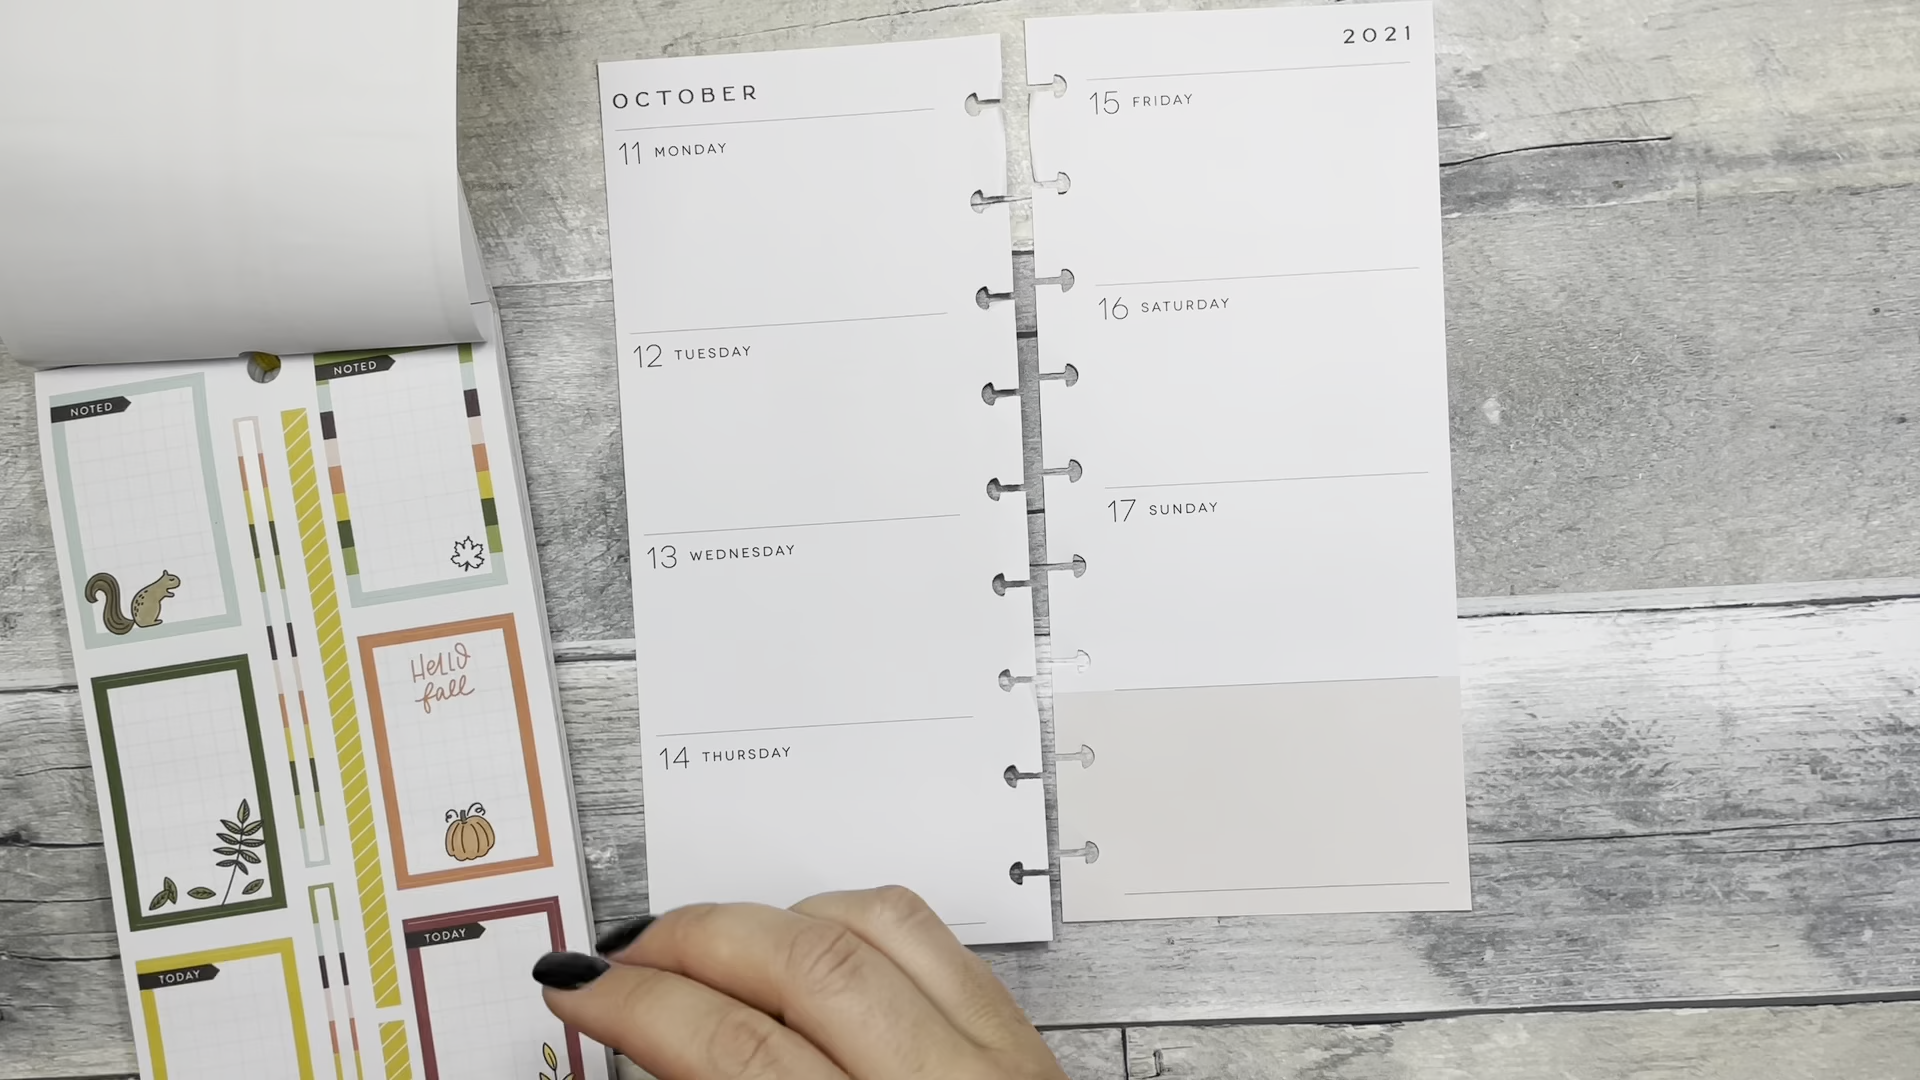 NOTED
NOTED
Hello
fall
TODAY
TODAY
OCTOBER
11 MONDAY
12 TUESDAY
13 WEDNESDAY
14 THURSDAY
2021
15 FRIDAY
16 SATURDAY
17 SUNDAY